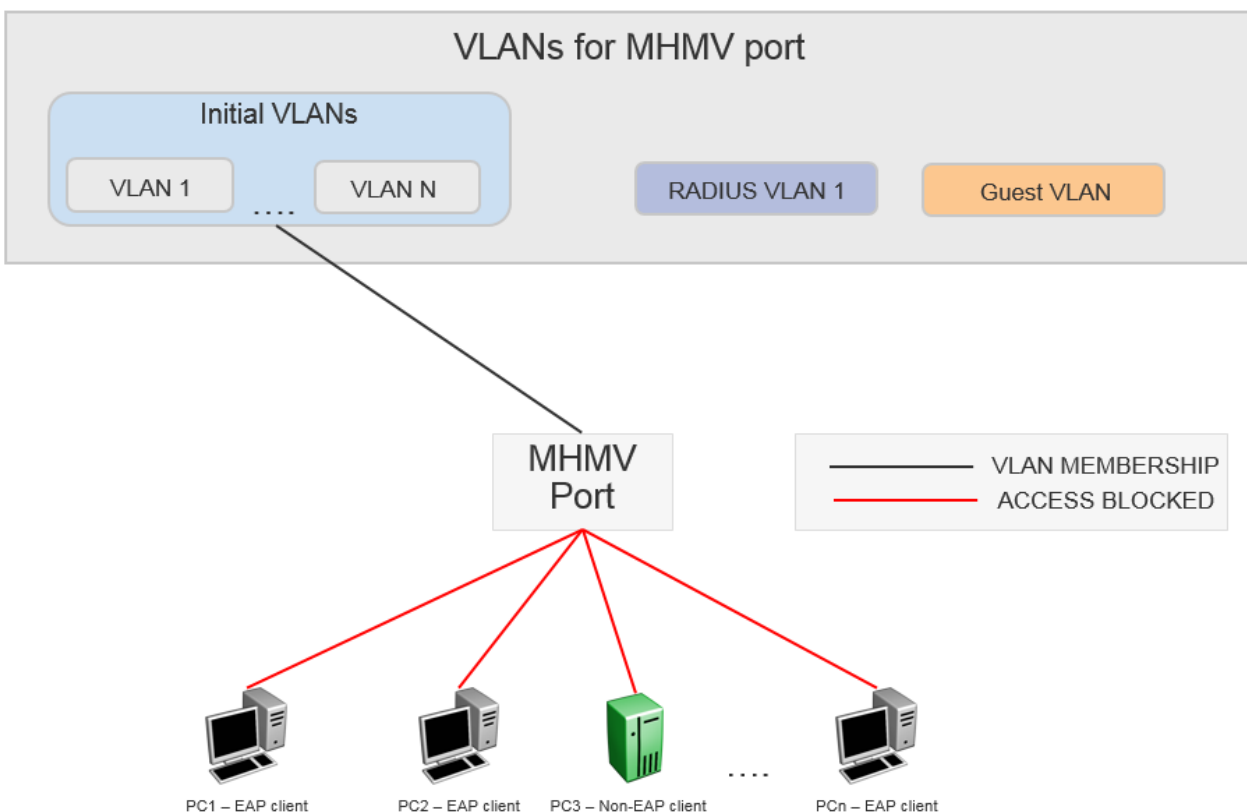 VLANs for MHMV port
Initial VLANs
VLAN 1
....
VLAN N
RADIUS VLAN 1
Guest VLAN
MHMV
Port
VLAN MEMBERSHIP
ACCESS BLOCKED
....
PC1 – EAP client
PC2 – EAP client
PC3 – Non-EAP client
PCn – EAP client